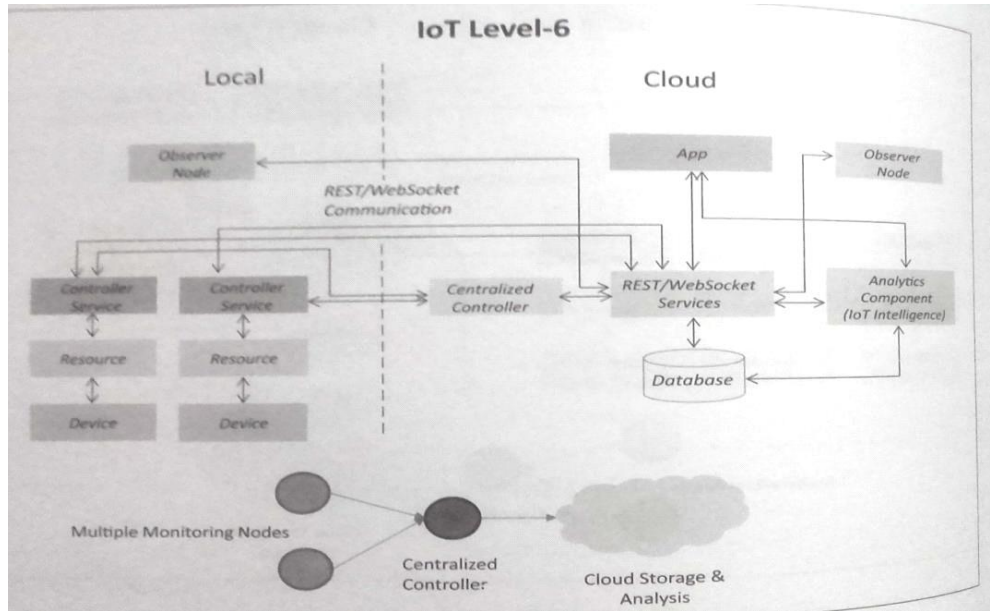 IoT Level-6
Local
Cloud
Observer
Node
App
Observer
Node
REST/WebSocket
Communication
Controller
Service
Controller
Service
Centralized
Controller
REST/WebSocket
Services
Analytics
Component
(IoT Intelligence)
Resource
Resource
Database
Device
Device
Multiple Monitoring Nodes
Centralized
Controller
Cloud Storage &
Analysis